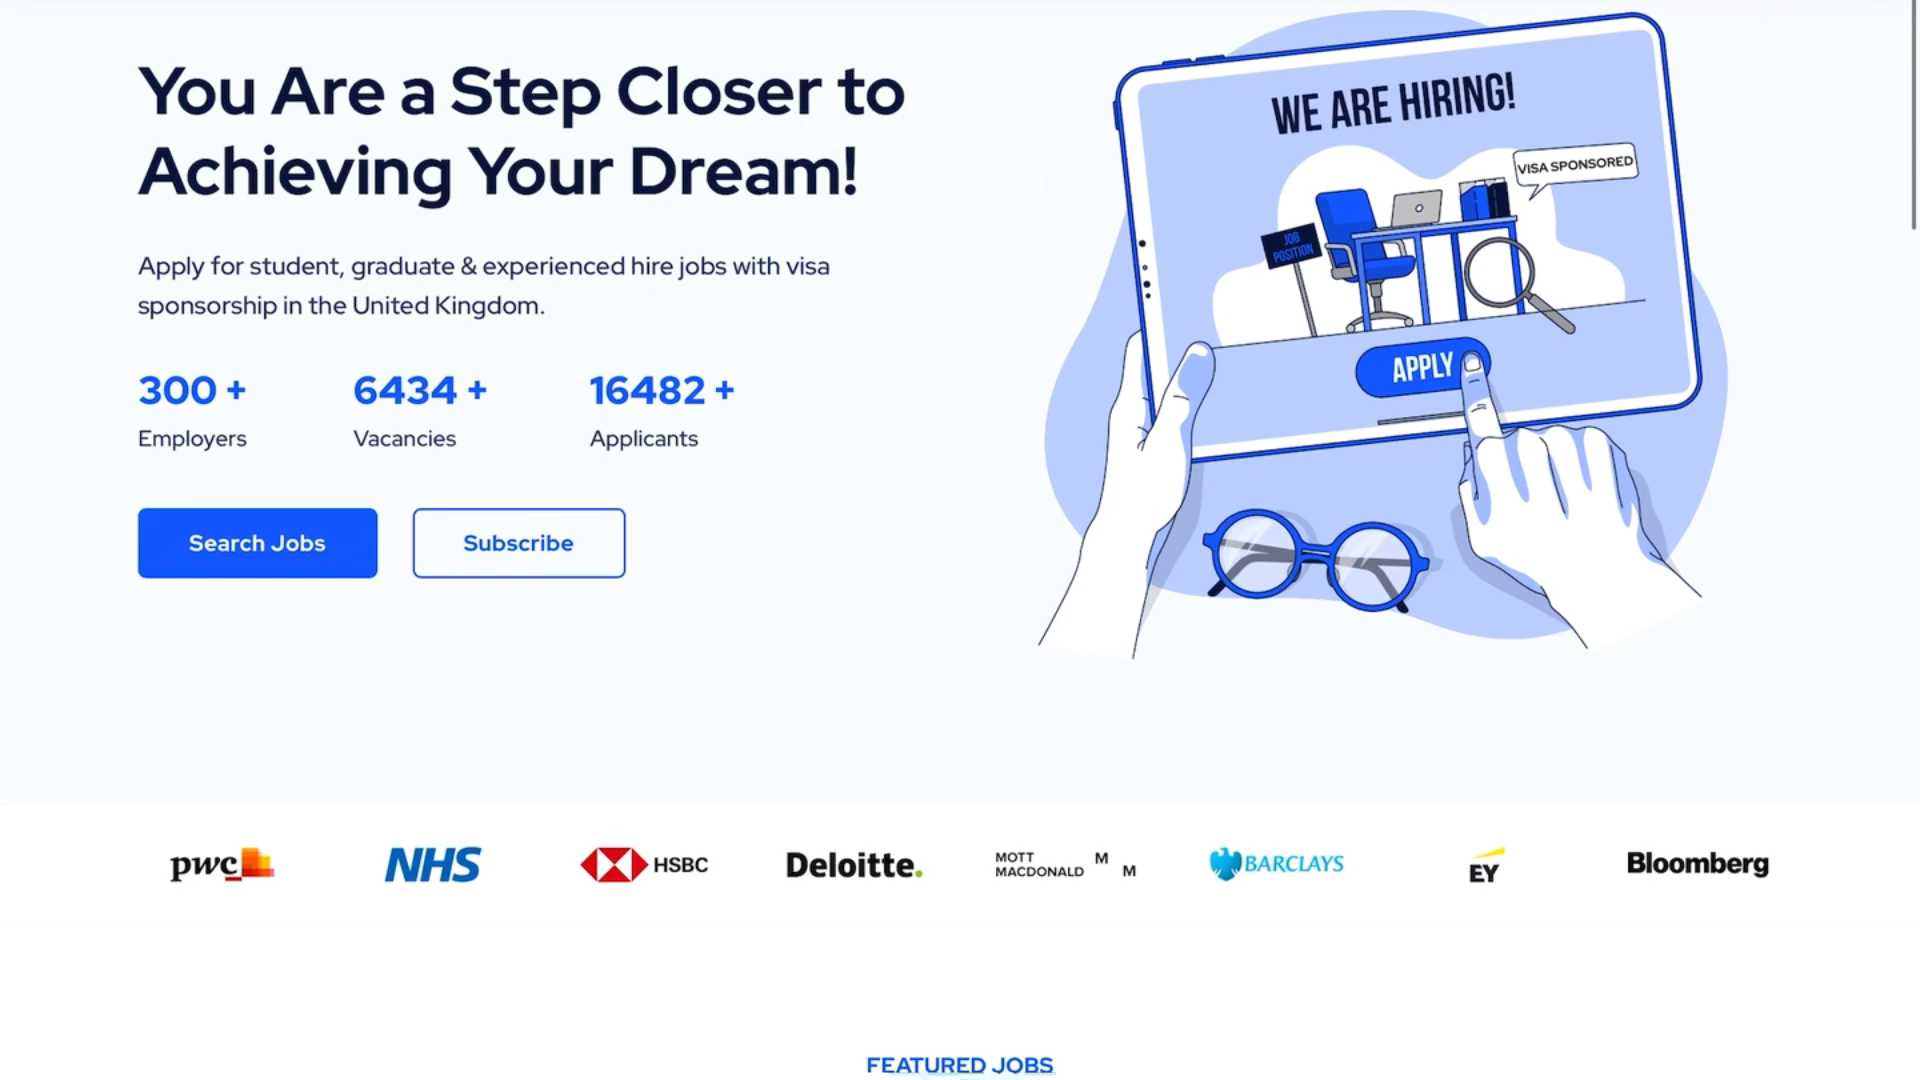 You Are a Step Closer to
Achieving Your Dream!
Apply for student, graduate & experienced hire jobs with visa
sponsorship in the United Kingdom.
300 +
6434 +
16482 +
Employers
Vacancies
Applicants
Search Jobs
Subscribe
WE ARE HIRING!
VISA SPONSORED
JOB
POSITION
APPLY
pwc
NHS
HSBC
Deloitte.
MOTT
MACDONALD
M
M
BARCLAYS
EY
Bloomberg
FEATURED JOBS